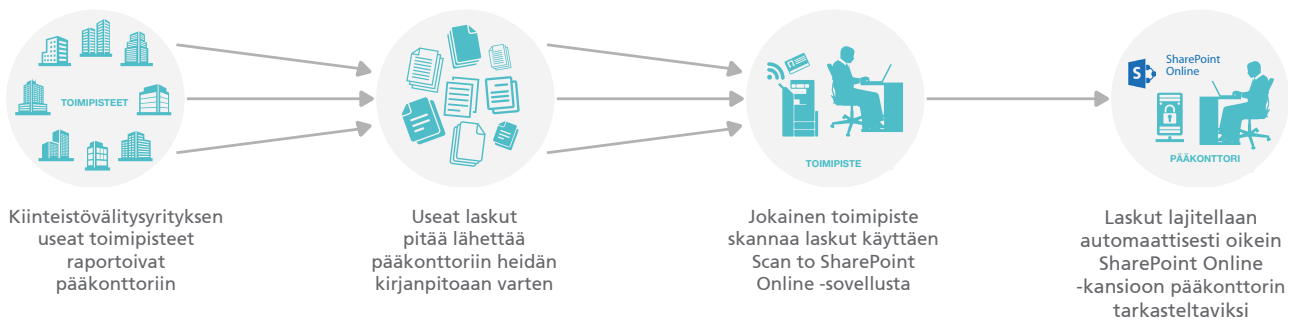 TOIMIPISTEET
Kiinteistövälitysyrityksen
useat toimipisteet
raportoivat
pääkonttoriin
Useat laskut
pitää lähettää
pääkonttoriin heidän
kirjanpitoaan varten
TOIMIPISTE
Jokainen toimipiste
skannaa laskut käyttäen
Scan to SharePoint
Online -sovellusta
S
SharePoint
Online
PÄÄKONTTORI
Laskut lajitellaan
automaattisesti oikein
SharePoint Online
-kansioon pääkonttorin
tarkasteltaviksi